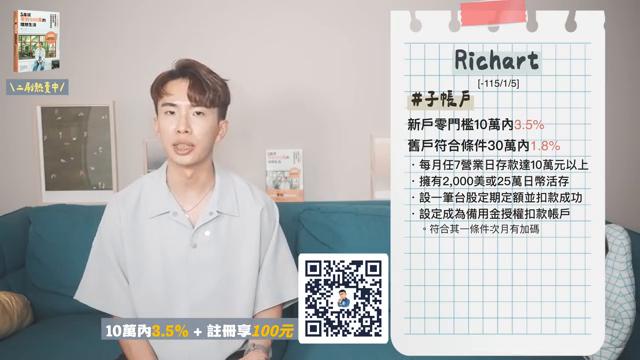 \二刷熱賣中/
Richart
[-115/1/5]
#子帳戶
新戶零門檻10萬內3.5%
舊戶符合條件30萬內1.8%
·每月任7營業日存款達10萬元以上
·擁有2,000美或25萬日幣活存
·設一筆台股定期定額並扣款成功
·設定成為備用金授權扣款帳戶
◦符合其一條件次月有加碼
10萬內3.5% + 註冊享100元